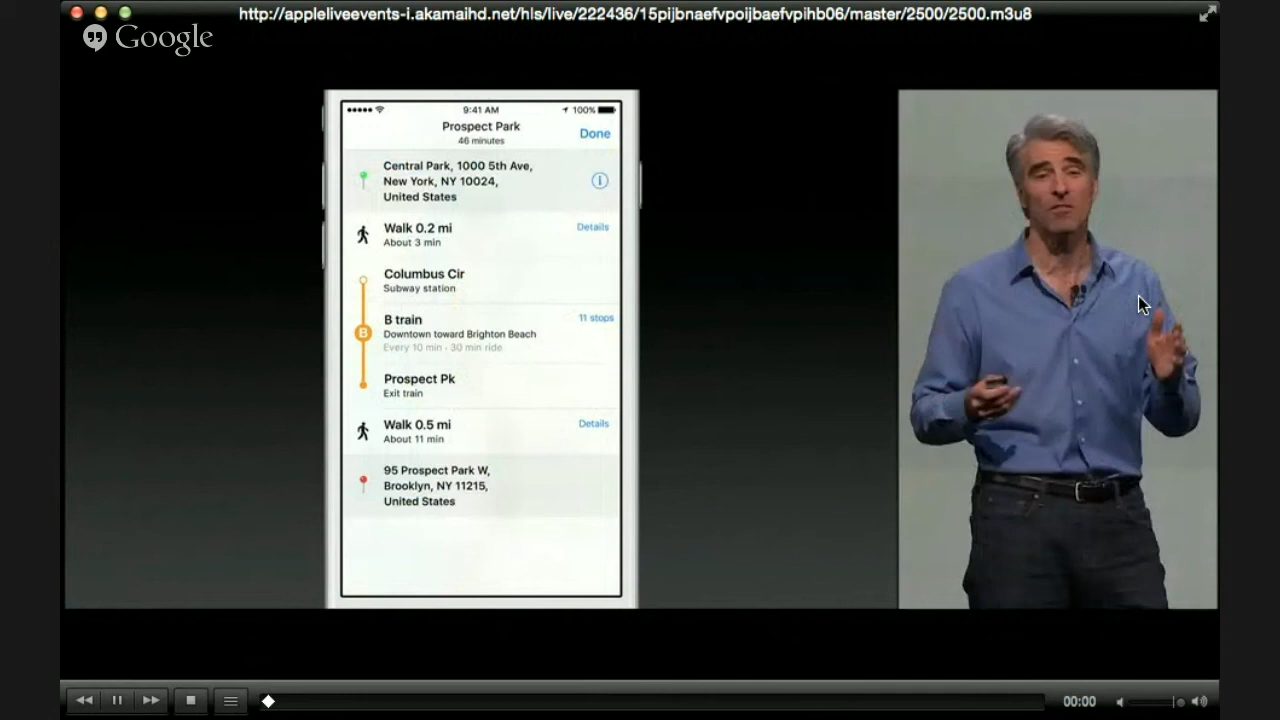 http://appleliveevents-i.akamaihd.net/hls/live/222436/15pijbnaefvpoijbaefvpihb06/master/2500/2500.m3u8
Google
9:41 AM
100%
Prospect Park
46 minutes
Done
Central Park, 1000 5th Ave,
New York, NY 10024,
United States
Walk 0.2 mi
Details
About 3 min
Columbus Cir
Subway station
B train
11 stops
B
Downtown toward Brighton Beach
Every 10 min - 30 min ride
Prospect Pk
Exit train
Walk 0.5 mi
Details
About 11 min
95 Prospect Park W,
Brooklyn, NY 11215,
United States
00:00